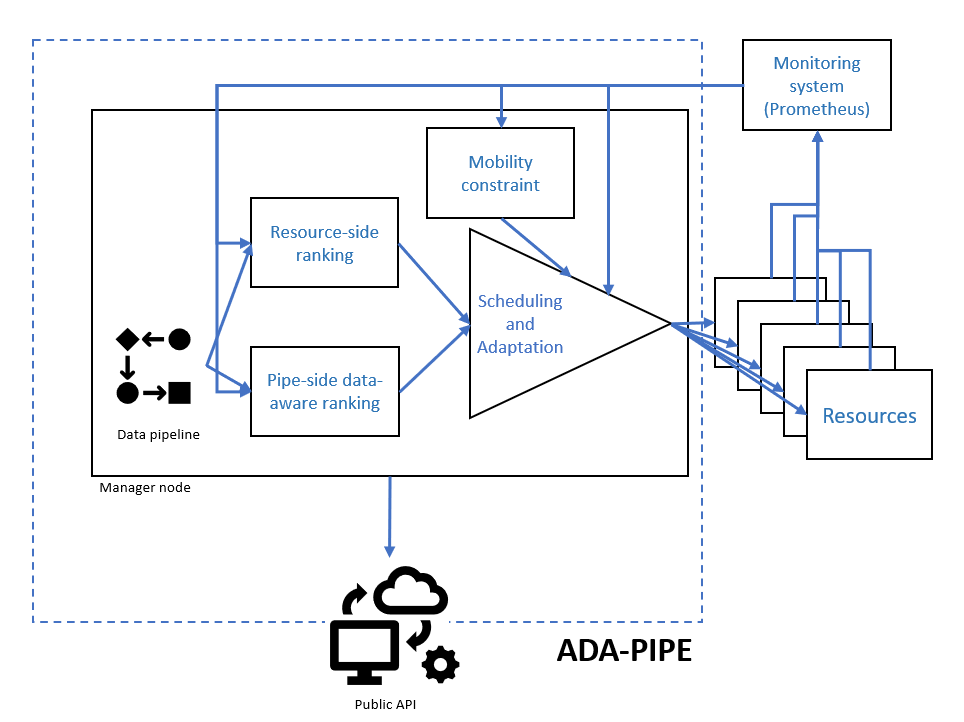 Monitoring
system
(Prometheus)
Mobility
constraint
Resource-side
ranking
Scheduling
and
Adaptation
Pipe-side data-
aware ranking
Data pipeline
Resources
Manager node
ADA-PIPE
Public API